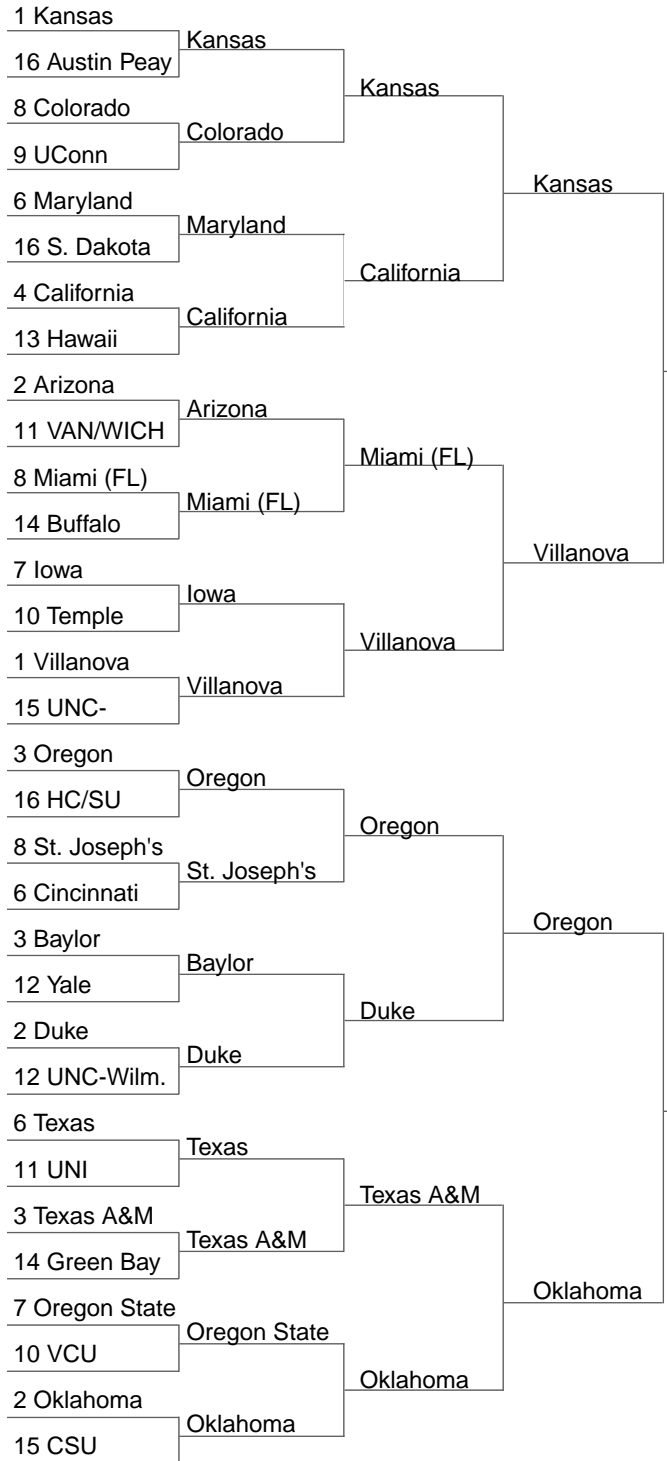 1 Kansas
16 Austin Peay
8 Colorado
9 UConn
6 Maryland
16 S. Dakota
4 California
13 Hawaii
2 Arizona
11 VAN/WICH
8 Miami (FL)
14 Buffalo
7 Iowa
10 Temple
1 Villanova
15 UNC-
3 Oregon
16 HC/SU
8 St. Joseph's
6 Cincinnati
3 Baylor
12 Yale
2 Duke
12 UNC-Wilm.
6 Texas
11 UNI
3 Texas A&M
14 Green Bay
7 Oregon State
10 VCU
2 Oklahoma
15 CSU
Kansas
Colorado
Maryland
California
Arizona
Miami (FL)
Iowa
Villanova
Oregon
St. Joseph's
Baylor
Duke
Texas
Texas A&M
Oregon State
Oklahoma
Kansas
California
Miami (FL)
Villanova
Oregon
Duke
Texas A&M
Oklahoma
Kansas
Villanova
Oregon
Oklahoma